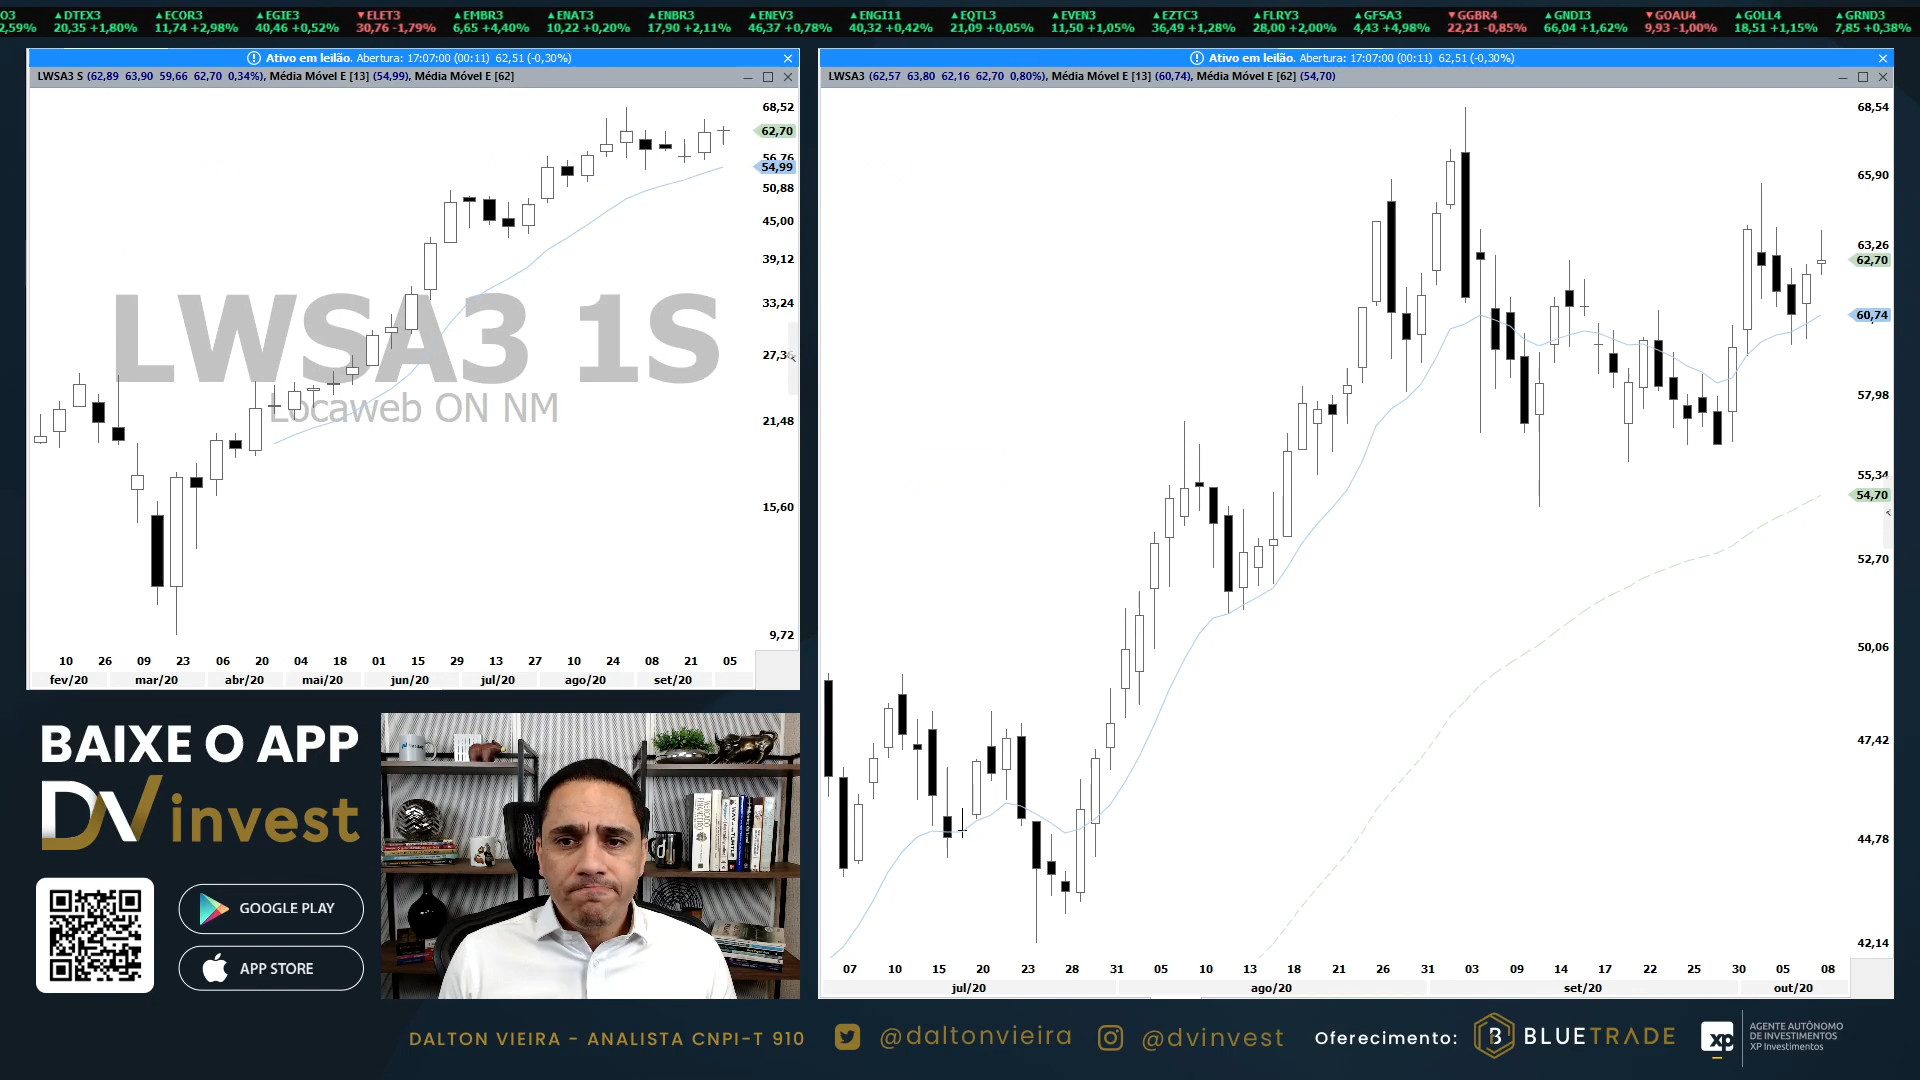 O3 ▲DTEX3 ▲ECOR3 ▲EGIE3 ▼ELET3 ▲EMBR3 ▲ENAT3 ▲ENBR3 ▲ENEV3 ▲ENGI11 ▲EQTL3 ▲EVEN3 ▲EZTC3 ▲FLRY3 ▲GFSA3 ▼GGBR4 ▲GNDI3 ▼GOAU4 ▲GOLL4 ▲GRND3
2,59% 20,35 +1,80% 11,74 +2,98% 40,46 +0,52% 30,76 -1,79% 6,65 +4,40% 10,22 +0,20% 17,90 +2,11% 46,37 +0,78% 40,32 +0,42% 21,09 +0,05% 11,50 +1,05% 36,49 +1,28% 28,00 +2,00% 4,43 +4,98% 22,21 -0,85% 66,04 +1,62% 9,93 -1,00% 18,51 +1,15% 7,85 +0,38%
Ativo em leilão. Abertura: 17:07:00 (00:11) 62,51 (-0,30%)
LWSA3 S (62,89 63,90 59,66 62,70 0,34%), Média Móvel E [13] (54,99), Média Móvel E [62]
68,52
62,70
56,76
54,99
50,88
45,00
39,12
33,24
27,36
21,48
15,60
9,72
LWSA3 1S
Locaweb ON NM
10 26 09 23 06 20 04 18 01 15 29 13 27 10 24 08 21 05
fev/20 mar/20 abr/20 mai/20 jun/20 jul/20 ago/20 set/20
Ativo em leilão. Abertura: 17:07:00 (00:11) 62,51 (-0,30%)
LWSA3 (62,57 63,80 62,16 62,70 0,80%), Média Móvel E [13] (60,74), Média Móvel E [62] (54,70)
68,54
65,90
63,26
62,70
60,74
57,98
55,34
54,70
52,70
50,06
47,42
44,78
42,14
07 10 15 20 23 28 31 05 10 13 18 21 26 31 03 09 14 17 22 25 30 05 08
jul/20 ago/20 set/20 out/20
BAIXE O APP
DV invest
GOOGLE PLAY
APP STORE
DALTON VIEIRA - ANALISTA CNPI-T 910
@daltonvieira
@dvinvest
Oferecimento:
BLUETRADE
xp
AGENTE AUTÔNOMO
DE INVESTIMENTOS
XP Investimentos